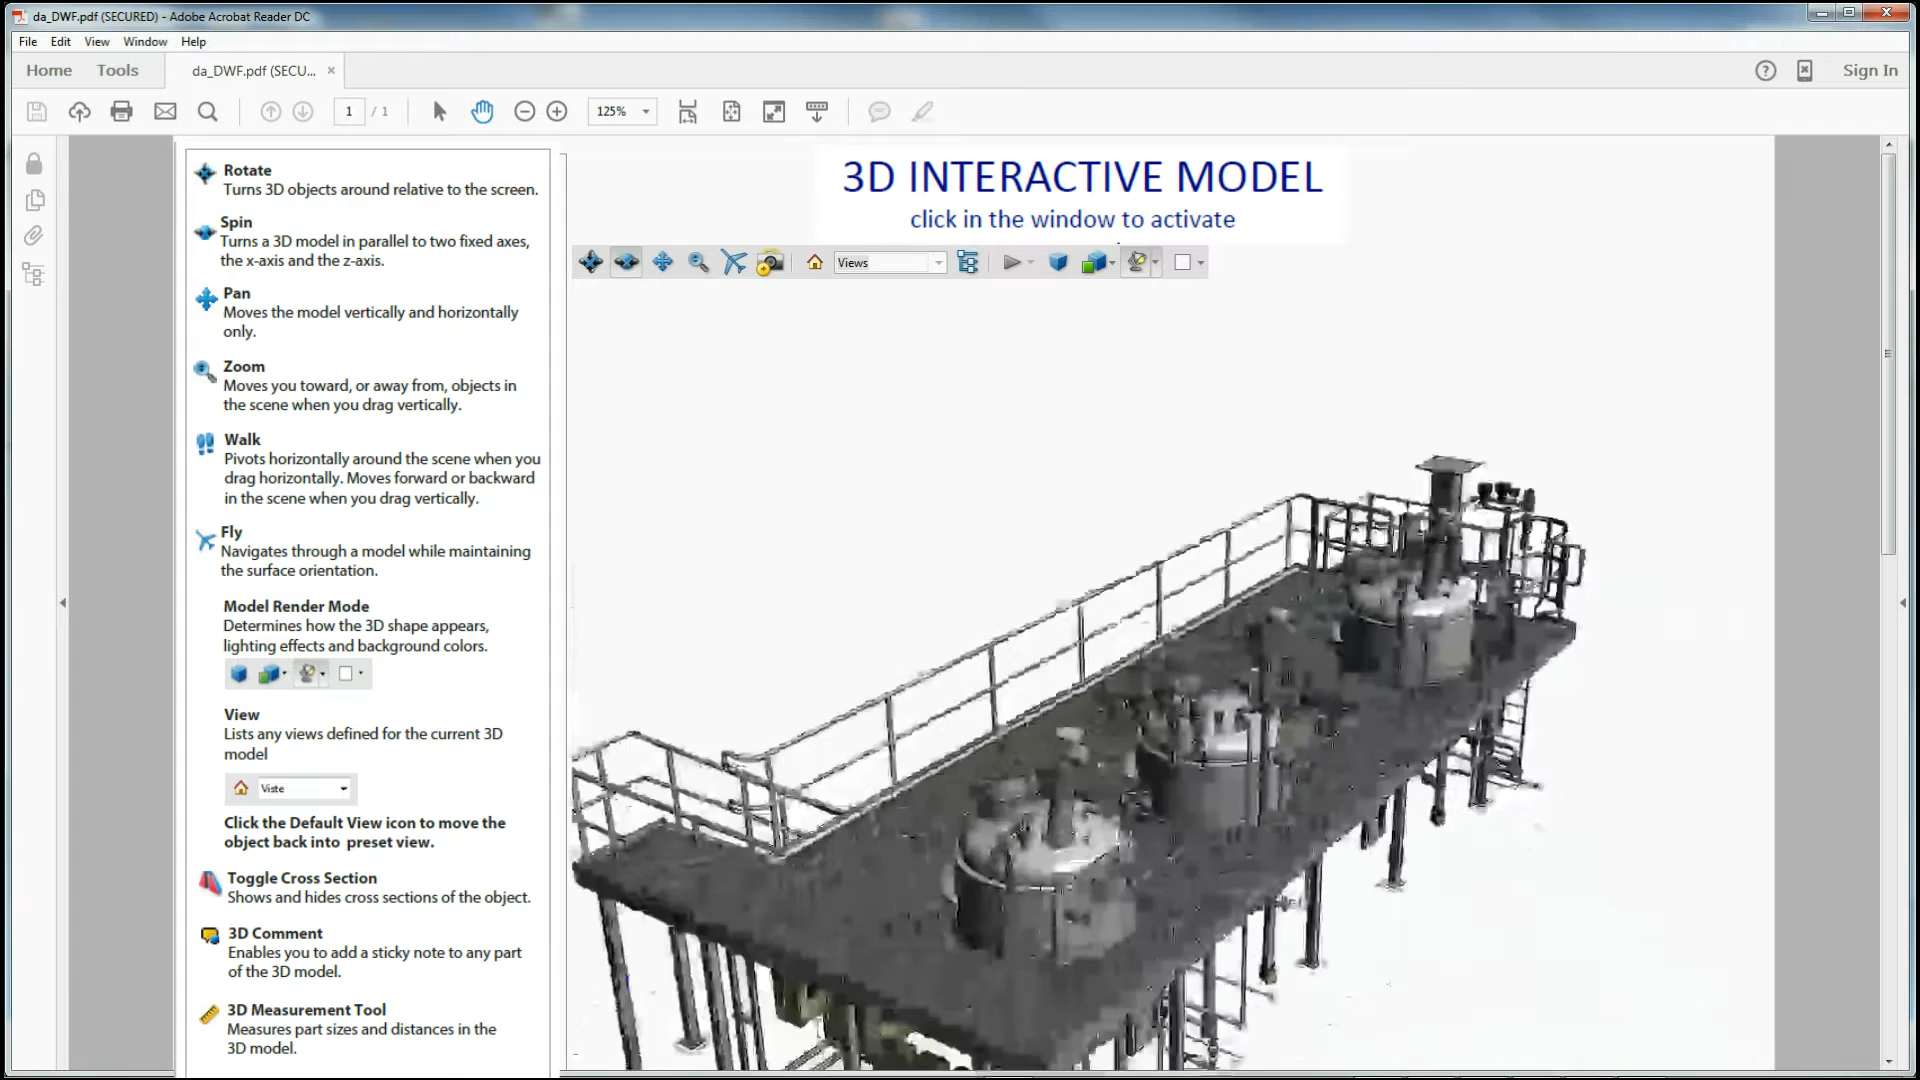 da_DWF.pdf (SECURED) - Adobe Acrobat Reader DC
File Edit View Window Help
Home Tools da_DWF.pdf (SECU... × Sign In
1 / 1 125%
3D INTERACTIVE MODEL
click in the window to activate
Views
Rotate
Turns 3D objects around relative to the screen.
Spin
Turns a 3D model in parallel to two fixed axes,
the x-axis and the z-axis.
Pan
Moves the model vertically and horizontally
only.
Zoom
Moves you toward, or away from, objects in
the scene when you drag vertically.
Walk
Pivots horizontally around the scene when you
drag horizontally. Moves forward or backward
in the scene when you drag vertically.
Fly
Navigates through a model while maintaining
the surface orientation.
Model Render Mode
Determines how the 3D shape appears,
lighting effects and background colors.
View
Lists any views defined for the current 3D
model
Viste
Click the Default View icon to move the
object back into preset view.
Toggle Cross Section
Shows and hides cross sections of the object.
3D Comment
Enables you to add a sticky note to any part
of the 3D model.
3D Measurement Tool
Measures part sizes and distances in the
3D model.